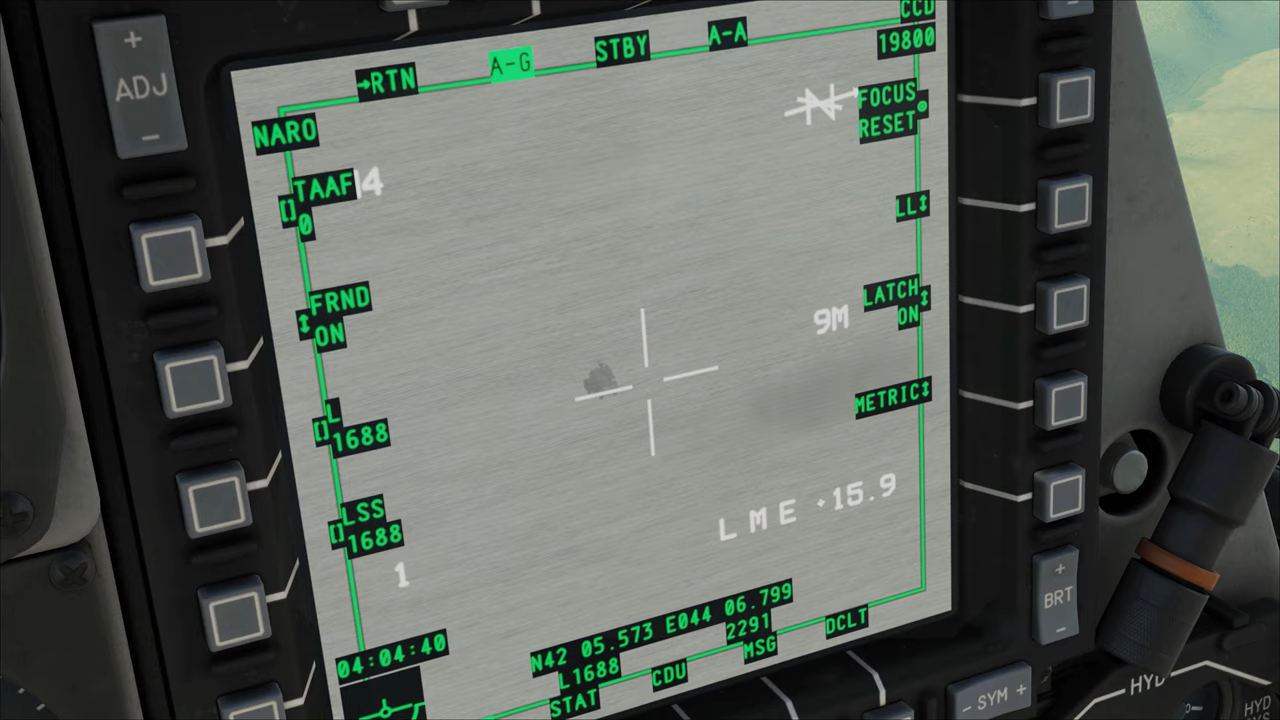 CCD
→RTN A-G STBY A-A
19800
+
ADJ
-
NARO
FOCUS
RESET
TAAF
0
4
LL↕
FRND
↕ ON
LATCH ↕
ON
9M
METRIC↕
L
[] 1688
LME +15.9
LSS
[] 1688
1
N42 05.573 E044 06.799
L1688
2291
04:04:40
MSG
DCLT
CDU
STAT
+
BRT
-
- SYM +
HYD
HYD